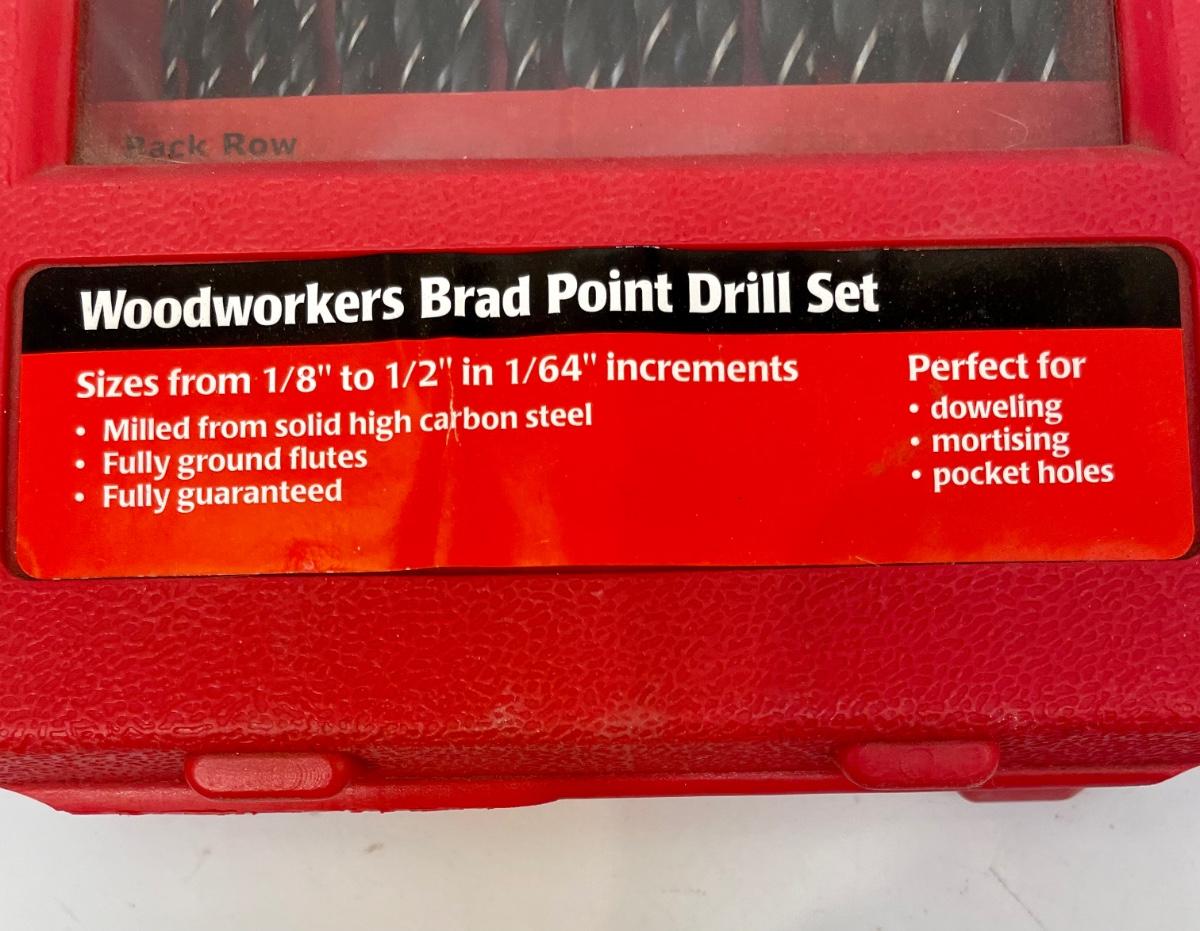 Back Row
Woodworkers Brad Point Drill Set
Sizes from 1/8" to 1/2" in 1/64" increments
• Milled from solid high carbon steel
• Fully ground flutes
• Fully guaranteed
Perfect for
• doweling
• mortising
• pocket holes